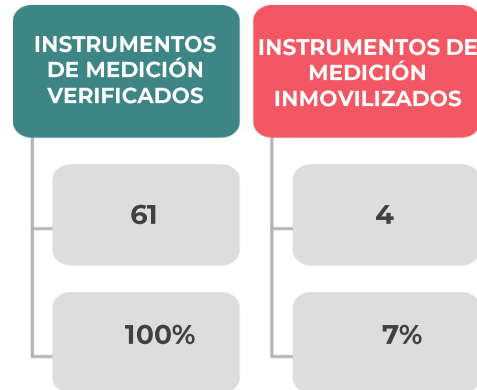 INSTRUMENTOS
DE MEDICIÓN
VERIFICADOS
61
100%
INSTRUMENTOS DE
MEDICIÓN
INMOVILIZADOS
4
7%